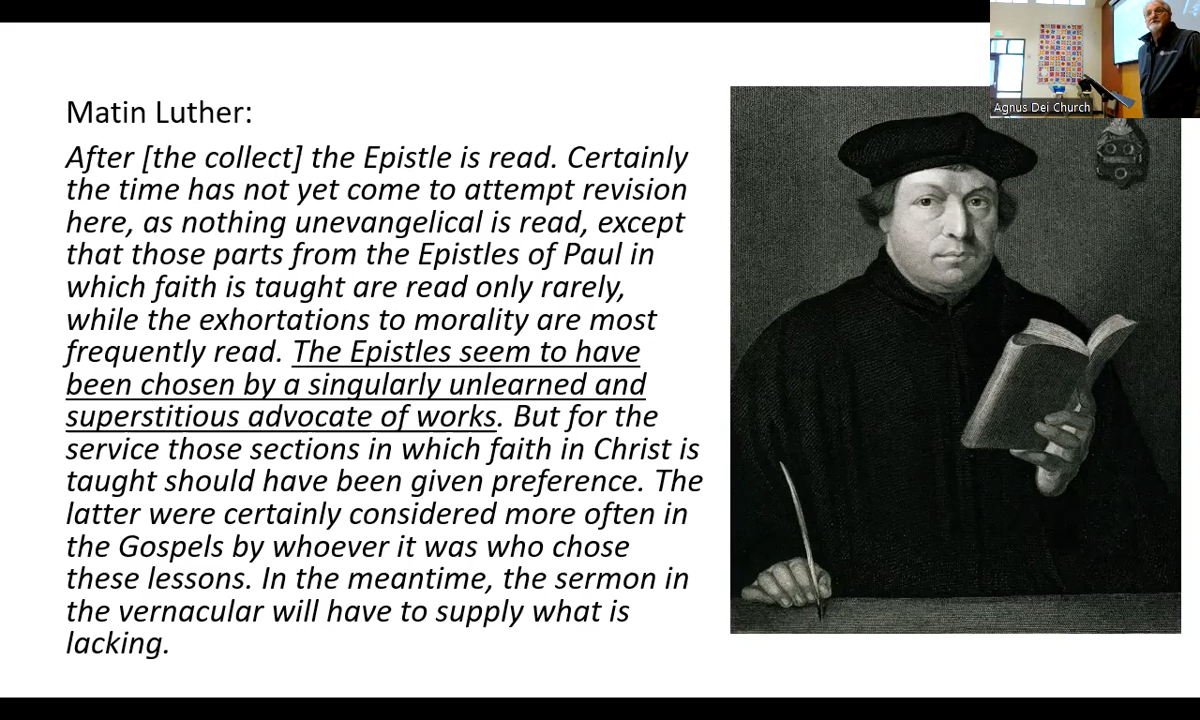 Agnus Dei Church
Matin Luther:
After [the collect] the Epistle is read. Certainly
the time has not yet come to attempt revision
here, as nothing unevangelical is read, except
that those parts from the Epistles of Paul in
which faith is taught are read only rarely,
while the exhortations to morality are most
frequently read. The Epistles seem to have
been chosen by a singularly unlearned and
superstitious advocate of works. But for the
service those sections in which faith in Christ is
taught should have been given preference. The
latter were certainly considered more often in
the Gospels by whoever it was who chose
these lessons. In the meantime, the sermon in
the vernacular will have to supply what is
lacking.